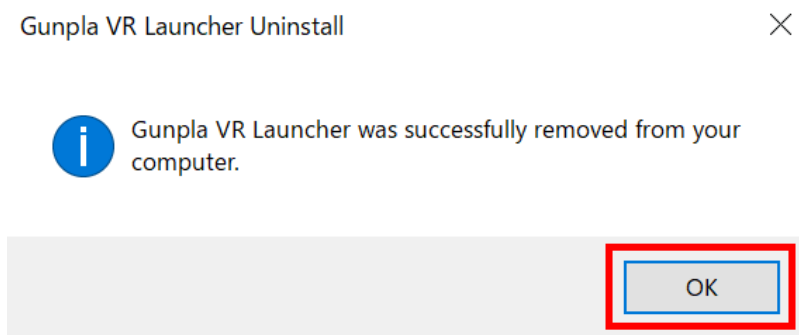 Gunpla VR Launcher Uninstall
Gunpla VR Launcher was successfully removed from your
computer.
OK